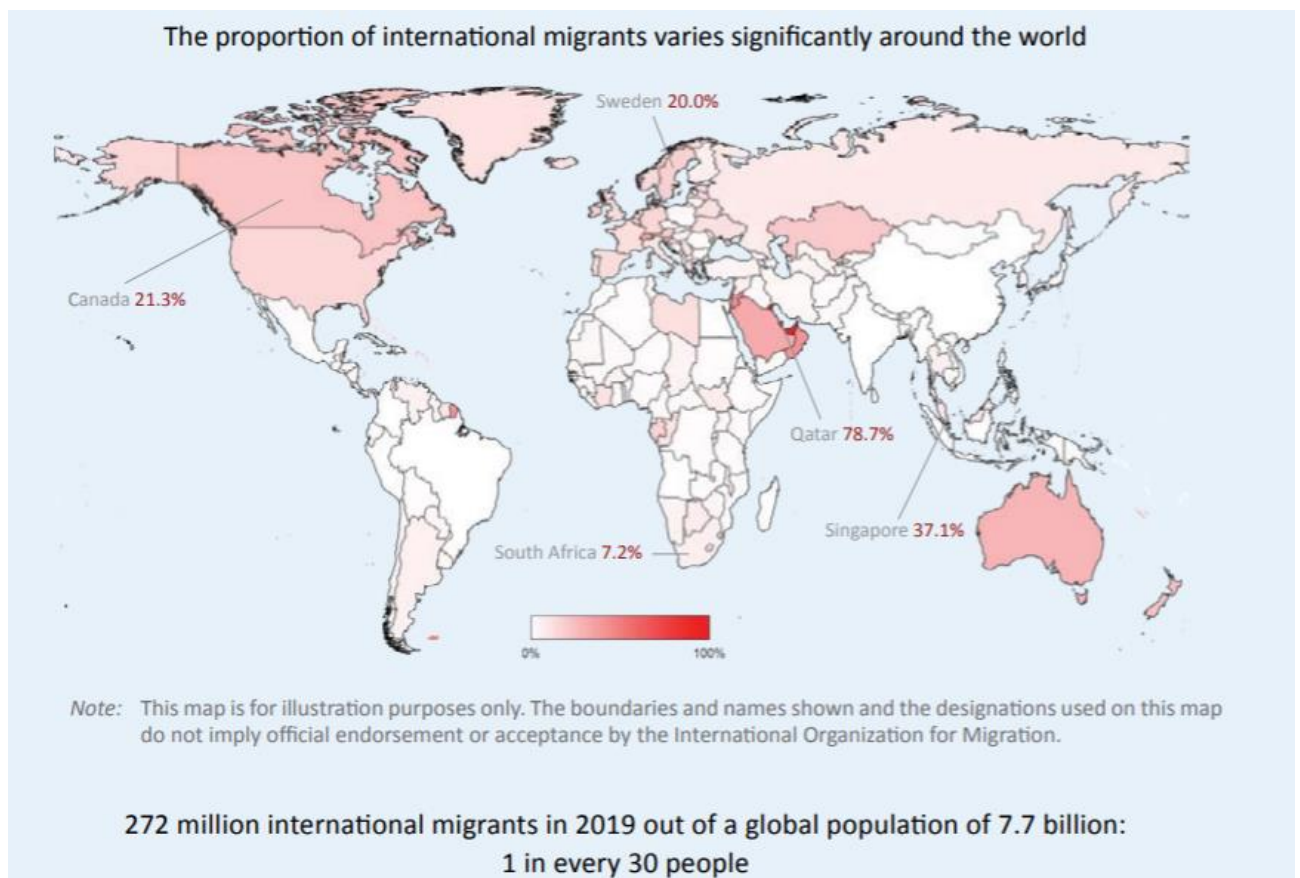 The proportion of international migrants varies significantly around the world
Sweden 20.0%
Canada 21.3%
Qatar 78.7%
Singapore 37.1%
South Africa 7.2%
0%
100%
Note: This map is for illustration purposes only. The boundaries and names shown and the designations used on this map
do not imply official endorsement or acceptance by the International Organization for Migration.
272 million international migrants in 2019 out of a global population of 7.7 billion:
1 in every 30 people